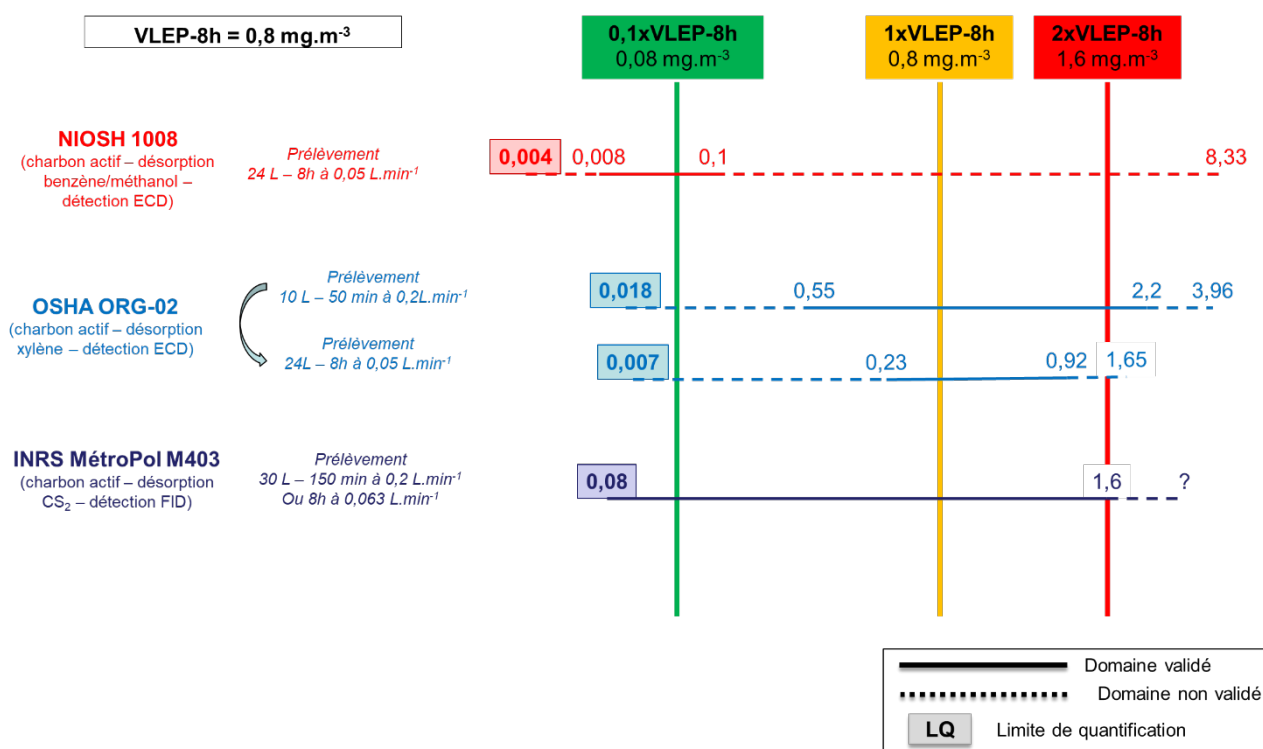 VLEP-8h = 0,8 mg.m⁻³
0,1xVLEP-8h
0,08 mg.m⁻³
1xVLEP-8h
0,8 mg.m⁻³
2xVLEP-8h
1,6 mg.m⁻³
NIOSH 1008
(charbon actif – désorption
benzène/méthanol –
détection ECD)
Prélèvement
24 L – 8h à 0,05 L.min⁻¹
0,004 0,008 0,1 8,33
OSHA ORG-02
(charbon actif – désorption
xylène – détection ECD)
Prélèvement
10 L – 50 min à 0,2L.min⁻¹
0,018 0,55 2,2 3,96
Prélèvement
24L – 8h à 0,05 L.min⁻¹
0,007 0,23 0,92 1,65
INRS MétroPol M403
(charbon actif – désorption
CS₂ – détection FID)
Prélèvement
30 L – 150 min à 0,2 L.min⁻¹
Ou 8h à 0,063 L.min⁻¹
0,08 1,6 ?
Domaine validé
Domaine non validé
LQ Limite de quantification